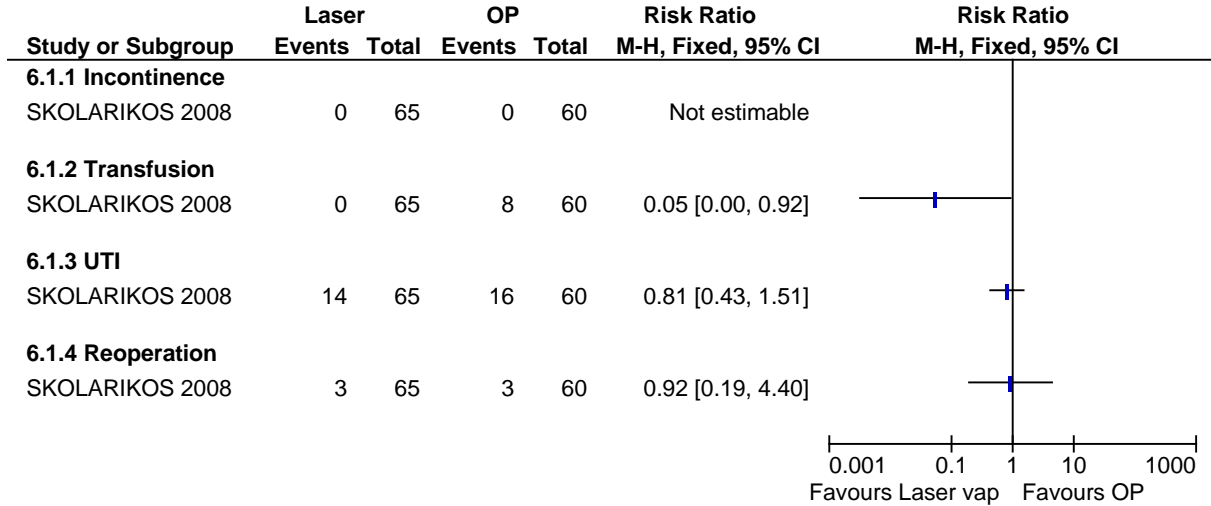 Laser OP Risk Ratio Risk Ratio
Study or Subgroup Events Total Events Total M-H, Fixed, 95% CI M-H, Fixed, 95% CI
6.1.1 Incontinence
SKOLARIKOS 2008 0 65 0 60 Not estimable
6.1.2 Transfusion
SKOLARIKOS 2008 0 65 8 60 0.05 [0.00, 0.92]
6.1.3 UTI
SKOLARIKOS 2008 14 65 16 60 0.81 [0.43, 1.51]
6.1.4 Reoperation
SKOLARIKOS 2008 3 65 3 60 0.92 [0.19, 4.40]
0.001 0.1 1 10 1000
Favours Laser vap Favours OP